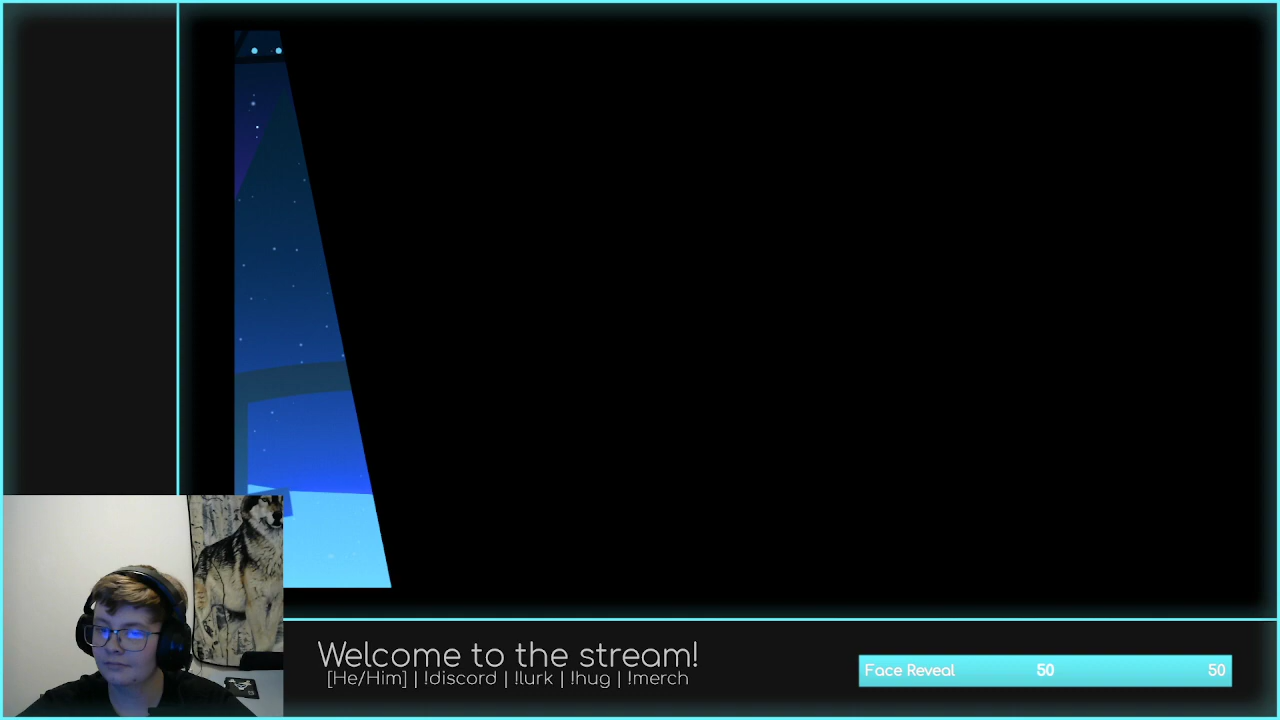 Welcome to the stream!
[He/Him] | !discord | !lurk | !hug | !merch
Face Reveal 50 50